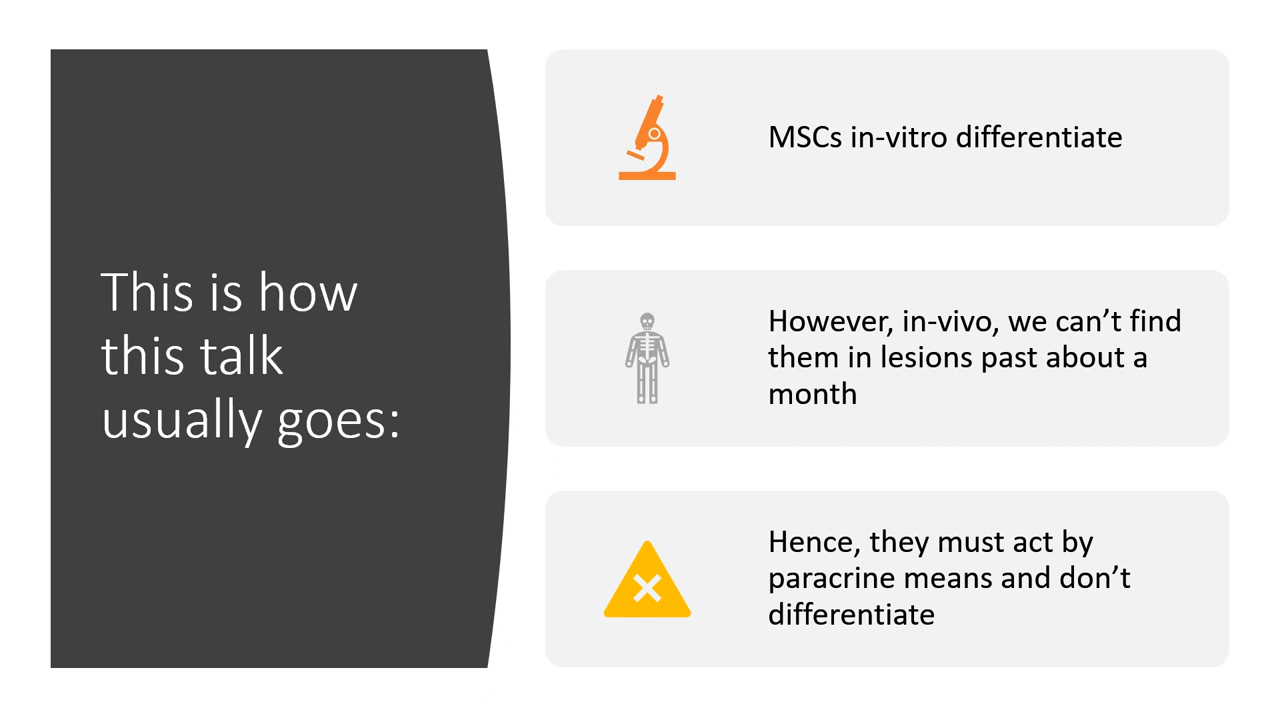 This is how
this talk
usually goes:
MSCs in-vitro differentiate
However, in-vivo, we can’t find
them in lesions past about a
month
Hence, they must act by
paracrine means and don’t
differentiate